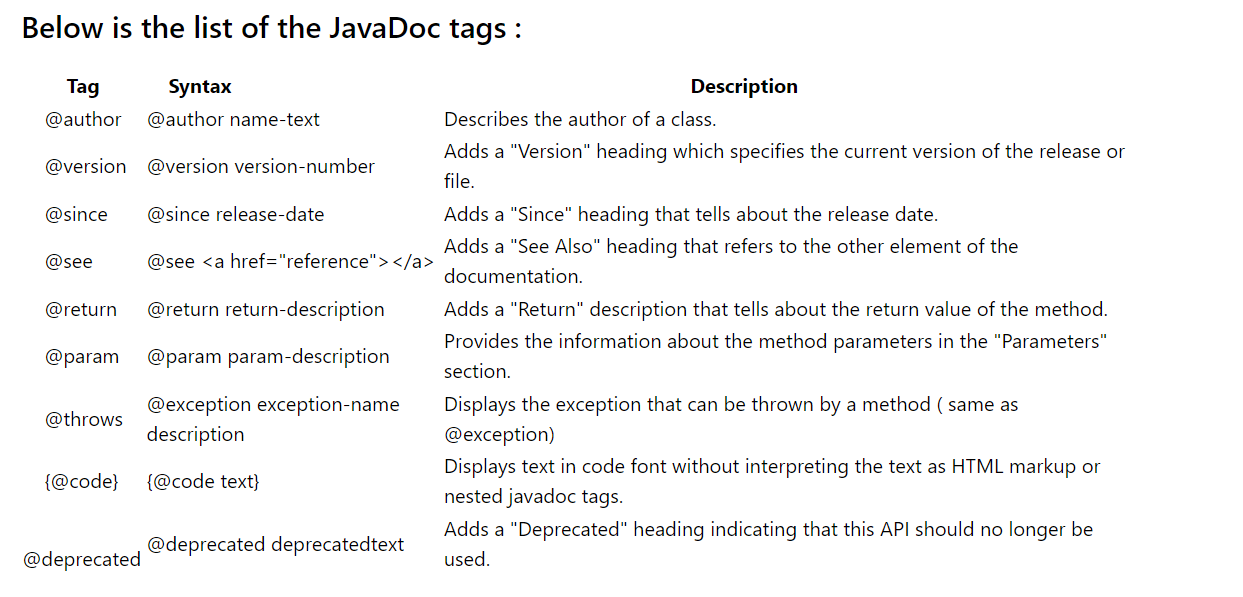 Below is the list of the JavaDoc tags :
Tag Syntax Description
@author @author name-text Describes the author of a class.
@version @version version-number Adds a "Version" heading which specifies the current version of the release or
file.
@since @since release-date Adds a "Since" heading that tells about the release date.
@see @see <a href="reference"></a> Adds a "See Also" heading that refers to the other element of the
documentation.
@return @return return-description Adds a "Return" description that tells about the return value of the method.
@param @param param-description Provides the information about the method parameters in the "Parameters"
section.
@throws @exception exception-name
description Displays the exception that can be thrown by a method ( same as
@exception)
{@code} {@code text} Displays text in code font without interpreting the text as HTML markup or
nested javadoc tags.
@deprecated @deprecated deprecatedtext Adds a "Deprecated" heading indicating that this API should no longer be
used.